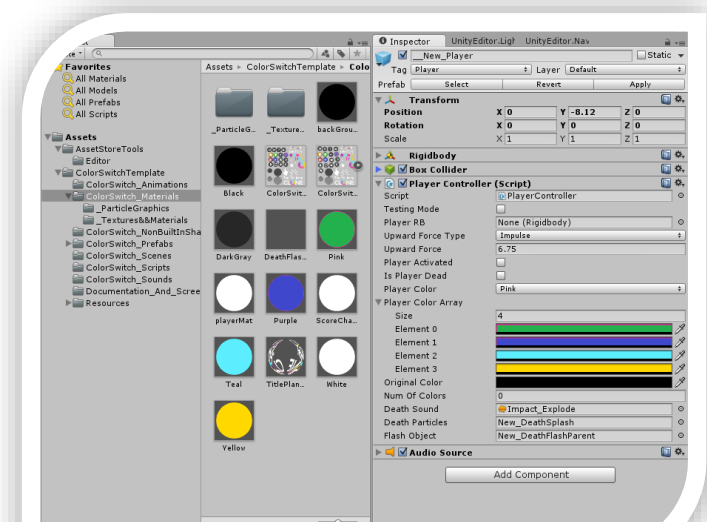 Favorites
All Materials
All Models
All Prefabs
All Scripts
Assets
AssetStoreTools
Editor
ColorSwitchTemplate
ColorSwitch_Animations
ColorSwitch_Materials
_ParticleGraphics
_Textures&&Materials
ColorSwitch_NonBuiltInSha
ColorSwitch_Prefabs
ColorSwitch_Scenes
ColorSwitch_Scripts
ColorSwitch_Sounds
Documentation_And_Scree
Resources
Assets ▸ ColorSwitchTemplate ▸ Colo
_ParticleG... _Texture... backGrou...
Black ColorSwit... ColorSwit...
DarkGray DeathFlas... Pink
playerMat Purple ScoreCha...
Teal TitlePlan... White
Yellow
Inspector UnityEditor.Ligh UnityEditor.Nav
__New_Player Static
Tag Player Layer Default
Prefab Select Revert Apply
Transform
Position X 0 Y -8.12 Z 0
Rotation X 0 Y 0 Z 0
Scale X 1 Y 1 Z 1
Rigidbody
Box Collider
Player Controller (Script)
Script PlayerController
Testing Mode
Player RB None (Rigidbody)
Upward Force Type Impulse
Upward Force 6.75
Player Activated
Is Player Dead
Player Color Pink
Player Color Array
Size 4
Element 0
Element 1
Element 2
Element 3
Original Color
Num Of Colors 0
Death Sound Impact_Explode
Death Particles New_DeathSplash
Flash Object New_DeathFlashParent
Audio Source
Add Component